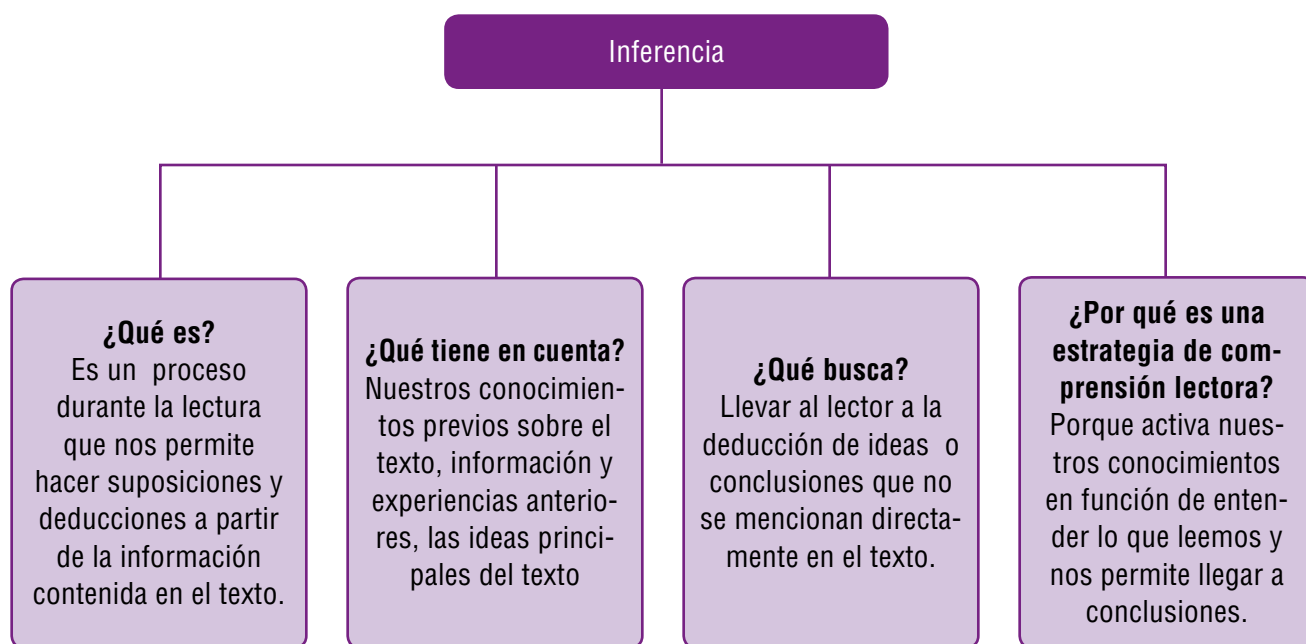 Inferencia
¿Qué es?
Es un proceso
durante la lectura
que nos permite
hacer suposiciones y
deducciones a partir
de la información
contenida en el texto.
¿Qué tiene en cuenta?
Nuestros conocimien-
tos previos sobre el
texto, información y
experiencias anterio-
res, las ideas princi-
pales del texto
¿Qué busca?
Llevar al lector a la
deducción de ideas o
conclusiones que no
se mencionan directa-
mente en el texto.
¿Por qué es una
estrategia de com-
prensión lectora?
Porque activa nues-
tros conocimientos
en función de enten-
der lo que leemos y
nos permite llegar a
conclusiones.